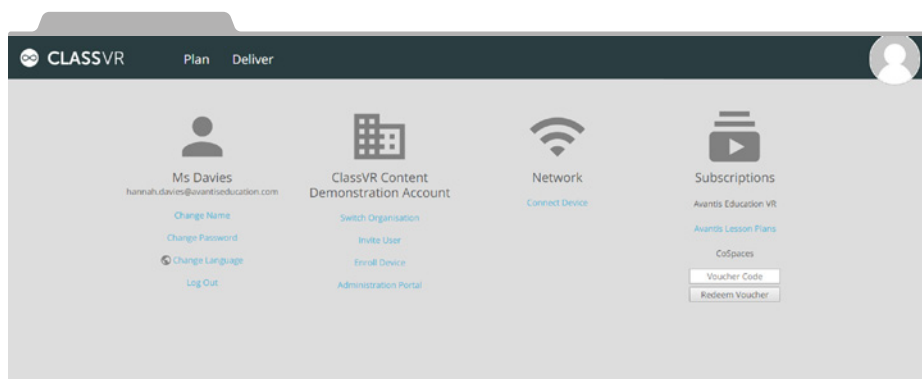 CLASSVR Plan Deliver
Ms Davies
hannah.davies@avantiseducation.com
Change Name
Change Password
Change Language
Log Out
ClassVR Content
Demonstration Account
Switch Organisation
Invite User
Enroll Device
Administration Portal
Network
Connect Device
Subscriptions
Avantis Education VR
Avantis Lesson Plans
CoSpaces
Voucher Code
Redeem Voucher